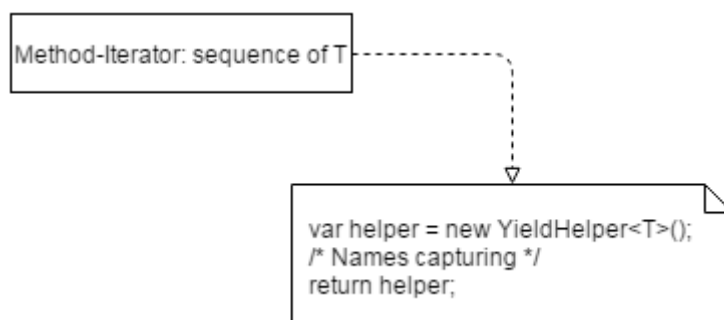 Method-Iterator: sequence of T
var helper = new YieldHelper<T>();
/* Names capturing */
return helper;